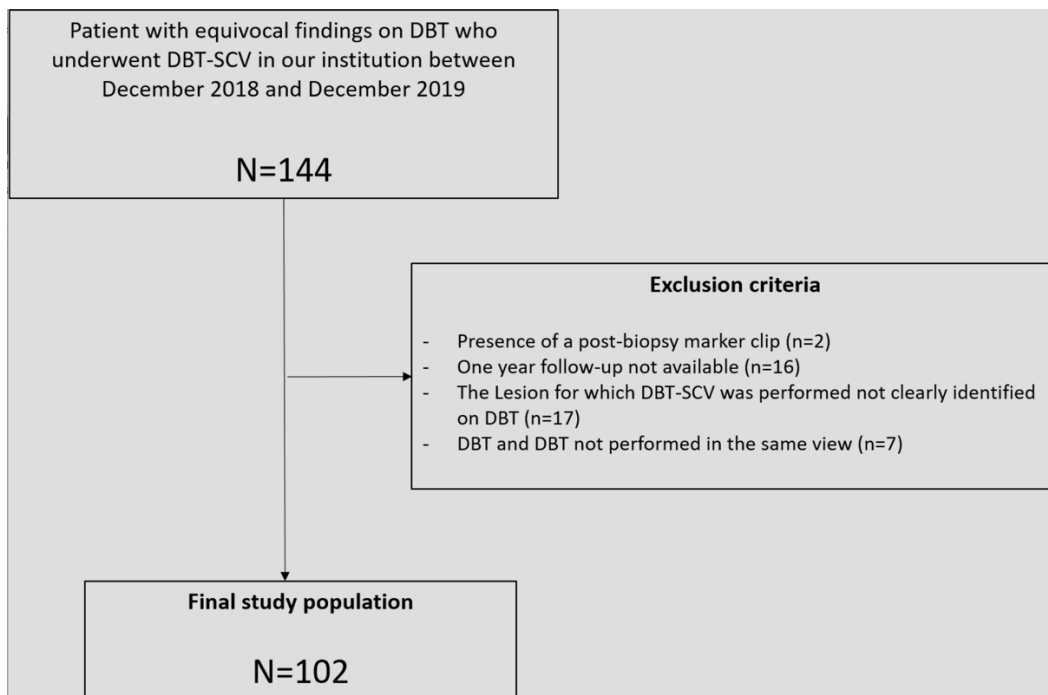 Patient with equivocal findings on DBT who
underwent DBT-SCV in our institution between
December 2018 and December 2019
N=144
Exclusion criteria
- Presence of a post-biopsy marker clip (n=2)
- One year follow-up not available (n=16)
- The Lesion for which DBT-SCV was performed not clearly identified
on DBT (n=17)
- DBT and DBT not performed in the same view (n=7)
Final study population
N=102